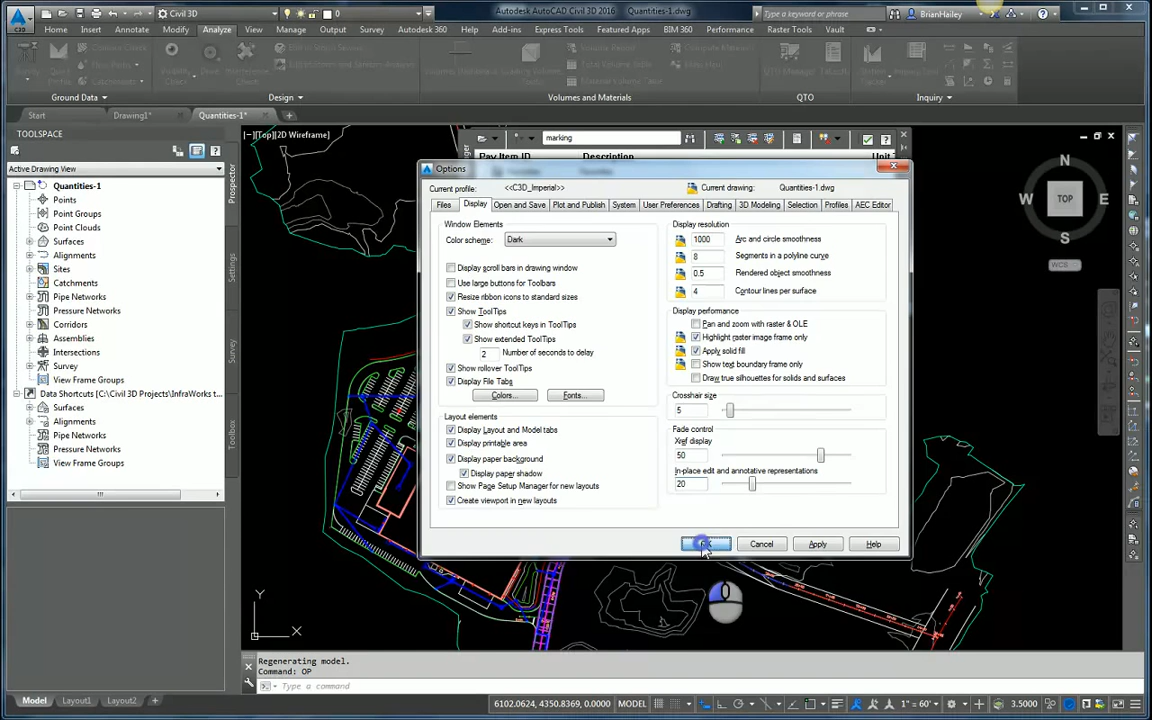 Civil 3D
0
Autodesk AutoCAD Civil 3D 2016 Quantities-1.dwg
Type a keyword or phrase
BrianHailey
C3D
Home Insert Annotate Modify Analyze View Manage Output Survey Autodesk 360 Help Add-ins Express Tools Featured Apps BIM 360 Performance Raster Tools Vault
QTO Manager
Ground Data
Design
Volumes and Materials
QTO
Inquiry
Start
Drawing1*
Quantities-1*
TOOLSPACE
[−][Top][2D Wireframe]
marking
Pay Item ID Description Unit
Active Drawing View
Quantities-1
Points
Point Groups
Point Clouds
Surfaces
Alignments
Sites
Catchments
Pipe Networks
Pressure Networks
Corridors
Assemblies
Intersections
Survey
View Frame Groups
Data Shortcuts [C:\Civil 3D Projects\InfraWorks t...
Surfaces
Alignments
Pipe Networks
Pressure Networks
View Frame Groups
Prospector
Settings
Survey
Toolbox
Options
Current profile: <<C3D_Imperial>> Current drawing: Quantities-1.dwg
Files Display Open and Save Plot and Publish System User Preferences Drafting 3D Modeling Selection Profiles AEC Editor
Window Elements
Color scheme: Dark
Display scroll bars in drawing window
Use large buttons for Toolbars
Resize ribbon icons to standard sizes
Show ToolTips
Show shortcut keys in ToolTips
Show extended ToolTips
2 Number of seconds to delay
Show rollover ToolTips
Display File Tabs
Colors... Fonts...
Layout elements
Display Layout and Model tabs
Display printable area
Display paper background
Display paper shadow
Show Page Setup Manager for new layouts
Create viewport in new layouts
Display resolution
1000 Arc and circle smoothness
8 Segments in a polyline curve
0.5 Rendered object smoothness
4 Contour lines per surface
Display performance
Pan and zoom with raster & OLE
Highlight raster image frame only
Apply solid fill
Show text boundary frame only
Draw true silhouettes for solids and surfaces
Crosshair size
5
Fade control
Xref display
50
In-place edit and annotative representations
20
Cancel Apply Help
N
W TOP E
S
WCS
Y
X
Regenerating model.
Command: OP
Type a command
Model Layout1 Layout2 +
6102.0624, 4350.8369, 0.0000 MODEL
1" = 60'
3.5000